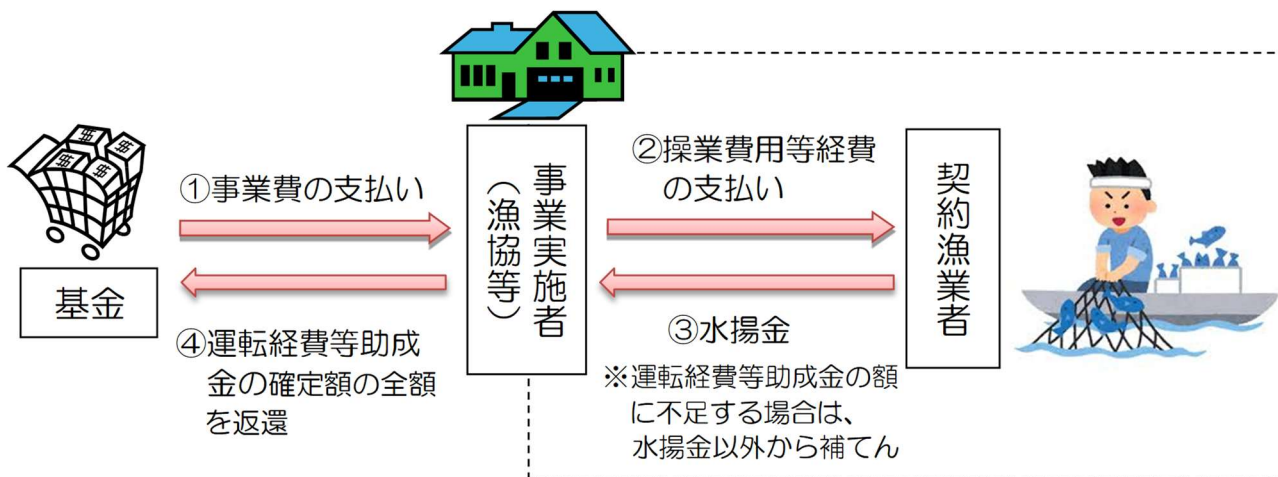 ①事業費の支払い
基金
④運転経費等助成
金の確定額の全額
を返還
事業実施者
（漁協等）
②操業費用等経費
の支払い
③水揚金
※運転経費等助成金の額
に不足する場合は、
水揚金以外から補てん
契約漁業者
$
$
$
$